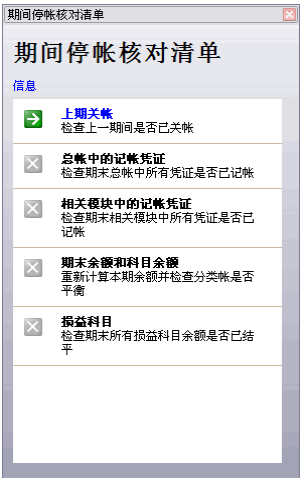 期间停帐核对清单
期间停帐核对清单
信息
上期关帐
检查上一期间是否已关帐
总帐中的记帐凭证
检查期末总帐中所有凭证是否已记帐
相关模块中的记帐凭证
检查期末相关模块中所有凭证是否已
记帐
期末余额和科目余额
重新计算本期余额并检查分类帐是否
平衡
损益科目
检查期末所有损益科目余额是否已结
平